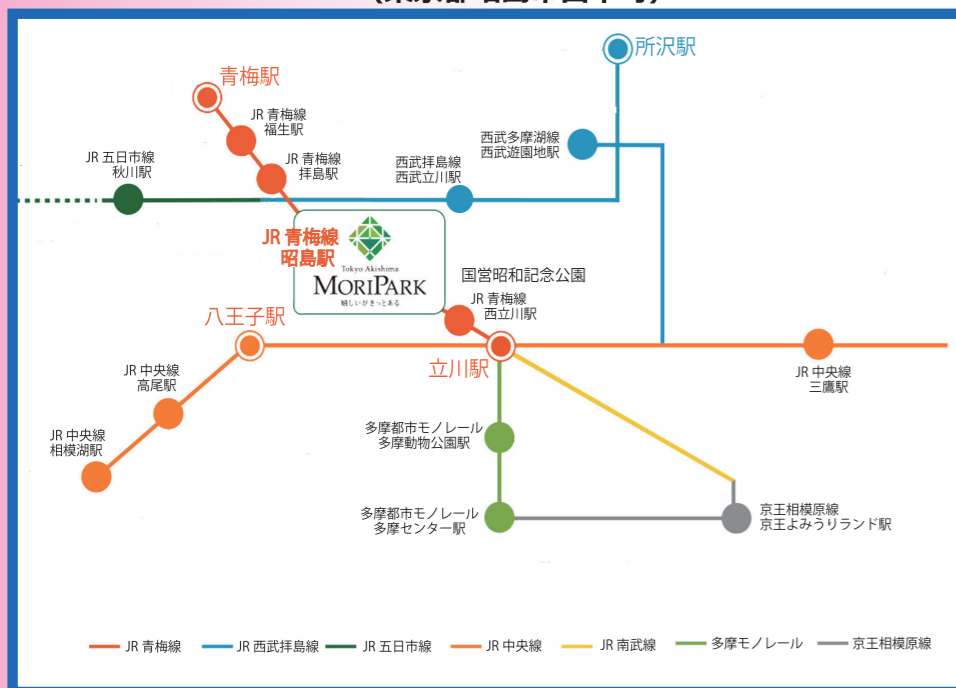 所沢駅
青梅駅
JR 青梅線
福生駅
西武多摩湖線
西武遊園地駅
JR 五日市線
秋川駅
JR 青梅線
拝島駅
西武拝島線
西武立川駅
JR 青梅線
昭島駅
Tokyo Akishima
MORIPARK
嬉しいがきっとある
国営昭和記念公園
JR 青梅線
西立川駅
八王子駅
立川駅
JR 中央線
高尾駅
JR 中央線
三鷹駅
JR 中央線
相模湖駅
多摩都市モノレール
多摩動物公園駅
多摩都市モノレール
多摩センター駅
京王相模原線
京王よみうりランド駅
JR 青梅線
JR 西武拝島線
JR 五日市線
JR 中央線
JR 南武線
多摩モノレール
京王相模原線